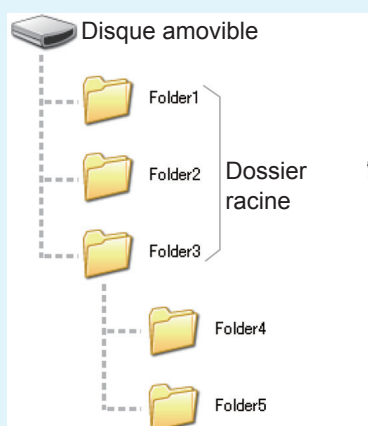 Disque amovible
Folder1
Folder2
Dossier
racine
Folder3
Folder4
Folder5